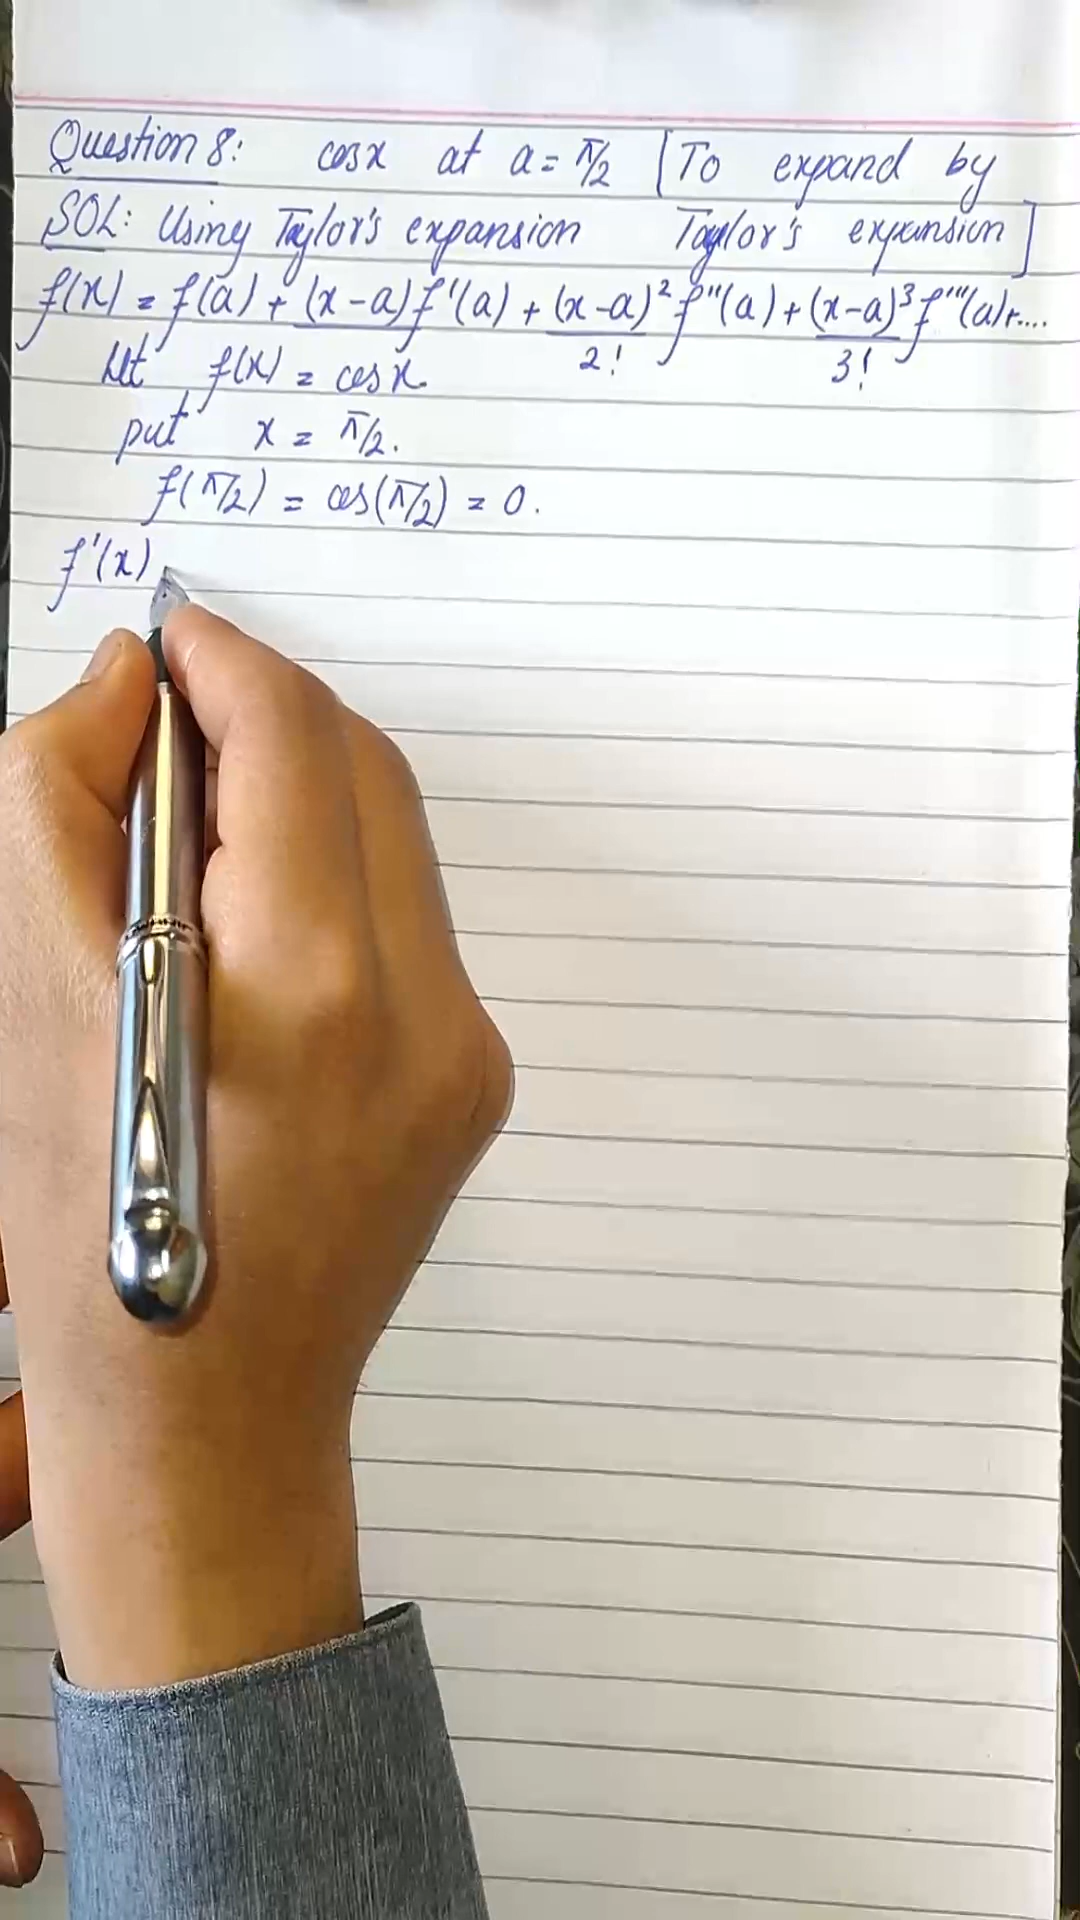 Question 8: cos x at a = π/2 [To expand by
SOL: Using Taylor's expansion Taylor's expansion]
f(x) = f(a) + (x-a) f'(a) + (x-a)² f''(a) + (x-a)³ f'''(a) + ....
2! 3!
Let f(x) = cos x.
put x = π/2.
f(π/2) = cos(π/2) = 0.
f'(x)